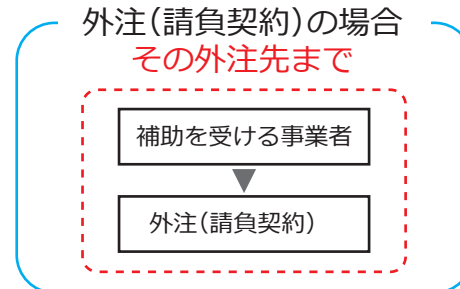 外注（請負契約）の場合
その外注先まで
補助を受ける事業者
外注（請負契約）